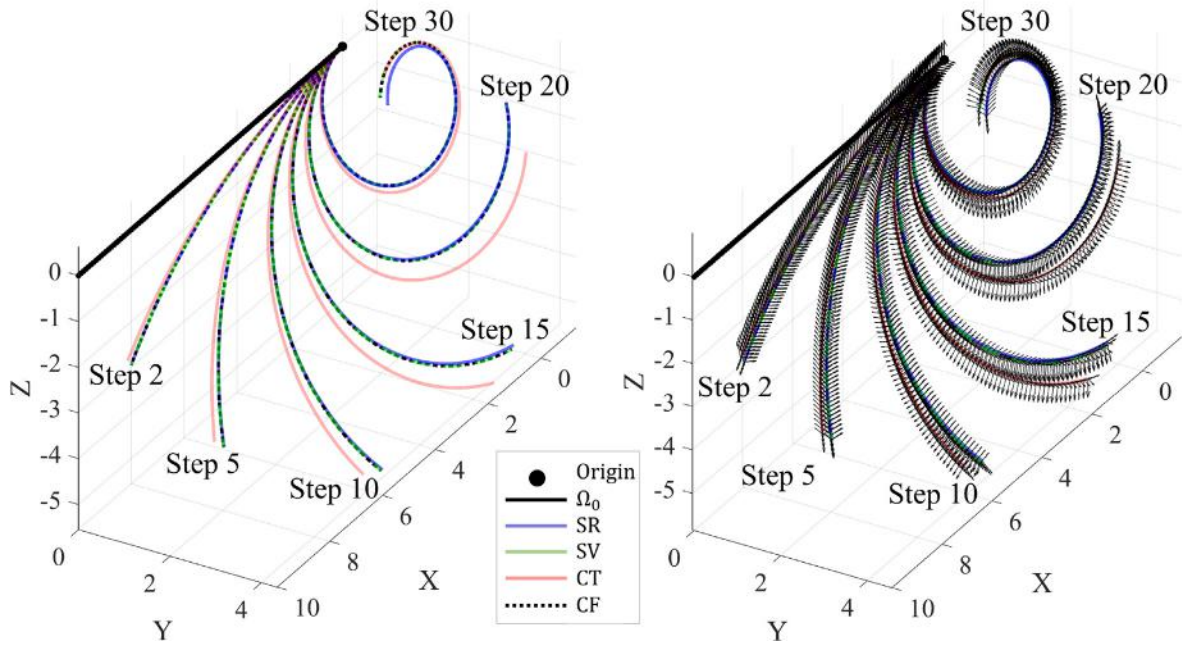 Step 30
Step 20
Step 15
Step 2
Step 5
Step 10
0
-1
-2
-3
-4
-5
Z
0
2
4
Y
0
2
4
6
8
10
X
Origin
Ω₀
SR
SV
CT
CF
Step 30
Step 20
Step 15
Step 2
Step 5
Step 10
0
-1
-2
-3
-4
-5
Z
0
2
4
Y
0
2
4
6
8
10
X